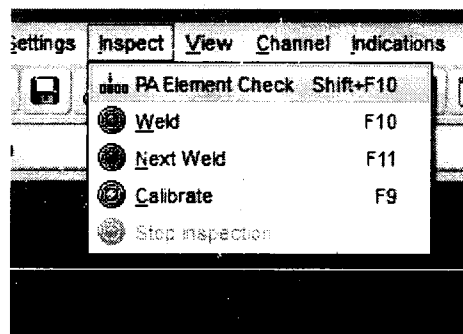 Settings Inspect View Channel Indications
PA Element Check Shift+F10
Weld F10
Next Weld F11
Calibrate F9
Stop inspection